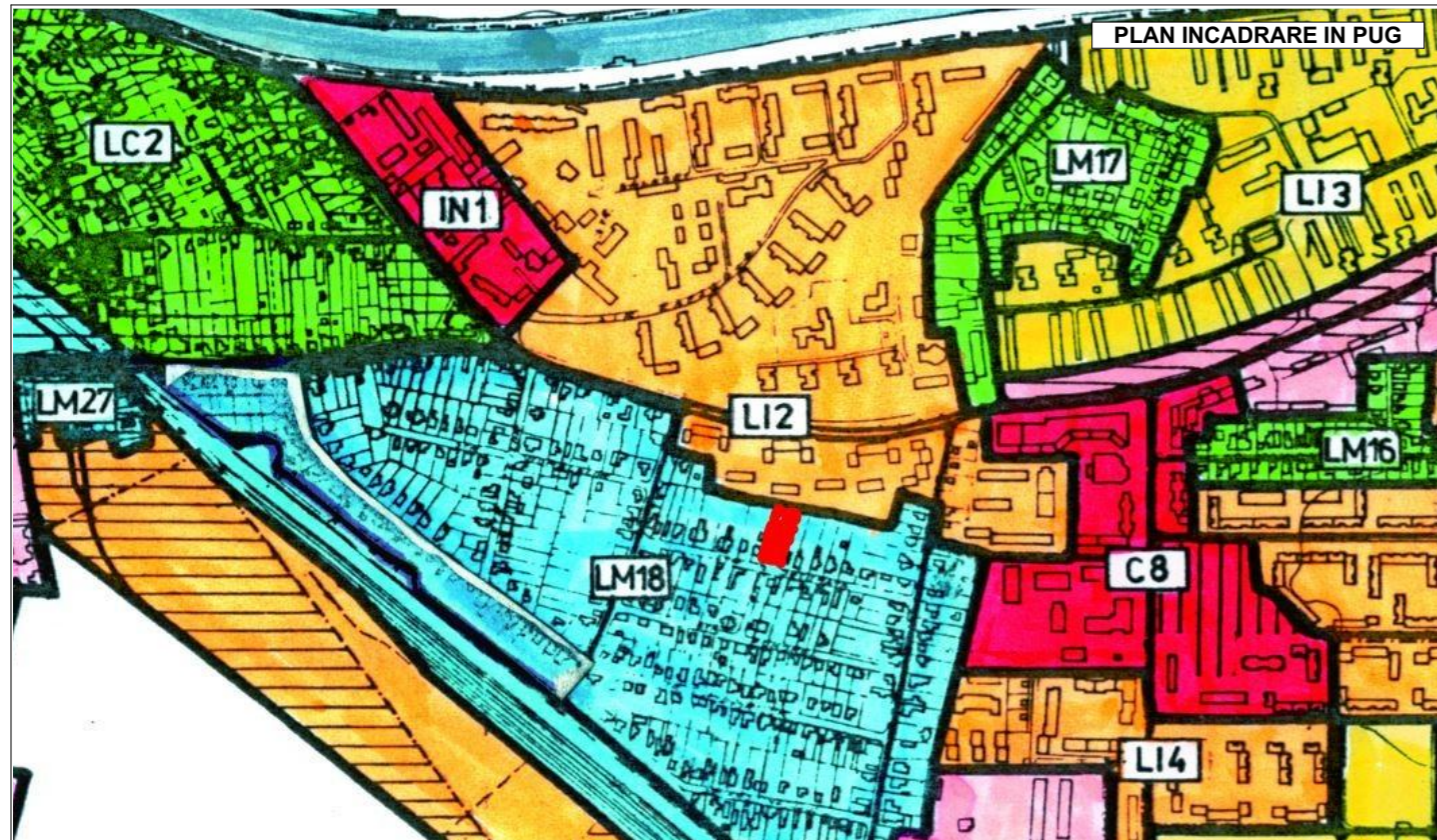 PLAN INCADRARE IN PUG
LC2
LM17
LI3
IN1
LM27
LI2
LM16
LM18
C8
LI4